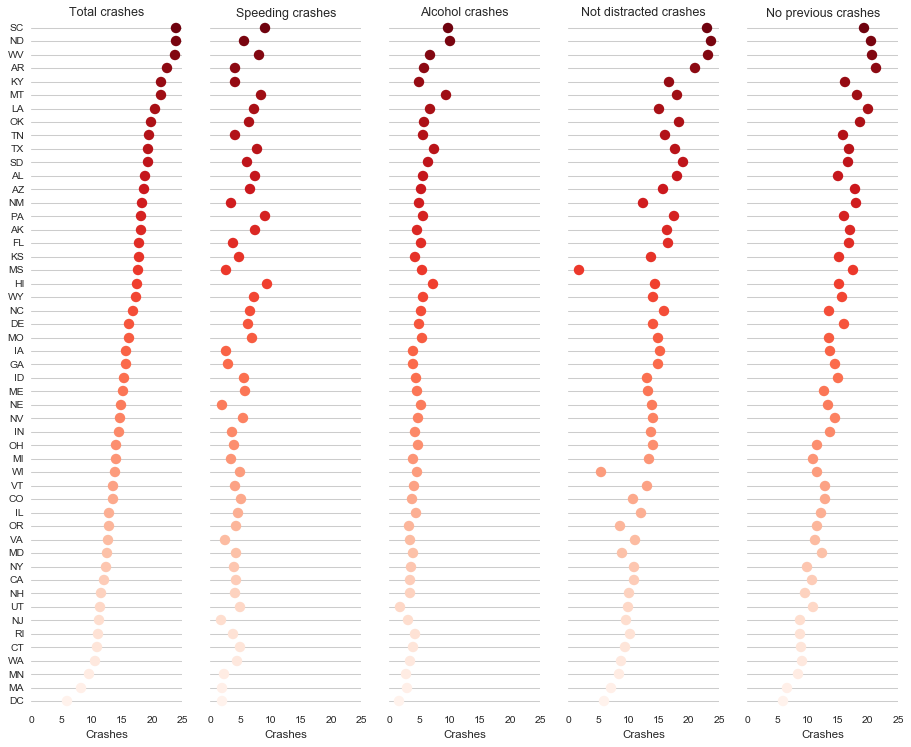 Total crashes Speeding crashes Alcohol crashes Not distracted crashes No previous crashes
SC
ND
WV
AR
KY
MT
LA
OK
TN
TX
SD
AL
AZ
NM
PA
AK
FL
KS
MS
HI
WY
NC
DE
MO
IA
GA
ID
ME
NE
NV
IN
OH
MI
WI
VT
CO
IL
OR
VA
MD
NY
CA
NH
UT
NJ
RI
CT
WA
MN
MA
DC
0 5 10 15 20 25 0 5 10 15 20 25 0 5 10 15 20 25 0 5 10 15 20 25 0 5 10 15 20 25
Crashes Crashes Crashes Crashes Crashes